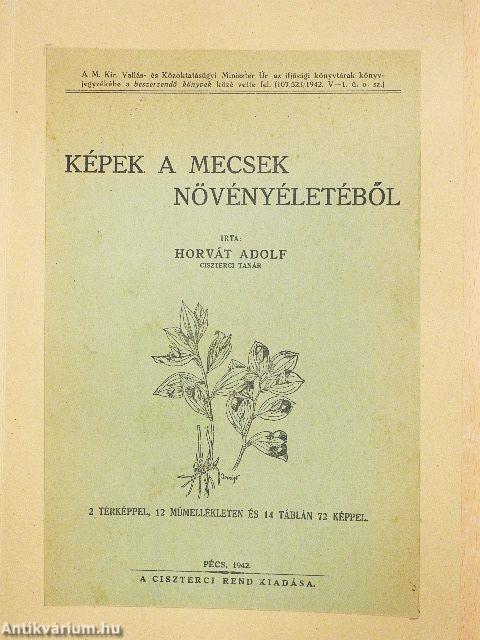 A M. Kir. Vallás- és Közoktatásügyi Miniszter Úr az ifjúsági könyvtárak könyv-
jegyzékébe a beszerzendő könyvek közé vette fel. (107.523/1942. V—1. ü. o. sz.)
KÉPEK A MECSEK
NÖVÉNYÉLETÉBŐL
IRTA:
HORVÁT ADOLF
CISZTERCI TANÁR
2 TÉRKÉPPEL, 12 MŰMELLÉKLETEN ÉS 14 TÁBLÁN 72 KÉPPEL.
PÉCS, 1942.
A CISZTERCI REND KIADÁSA.
Antikvárium.hu